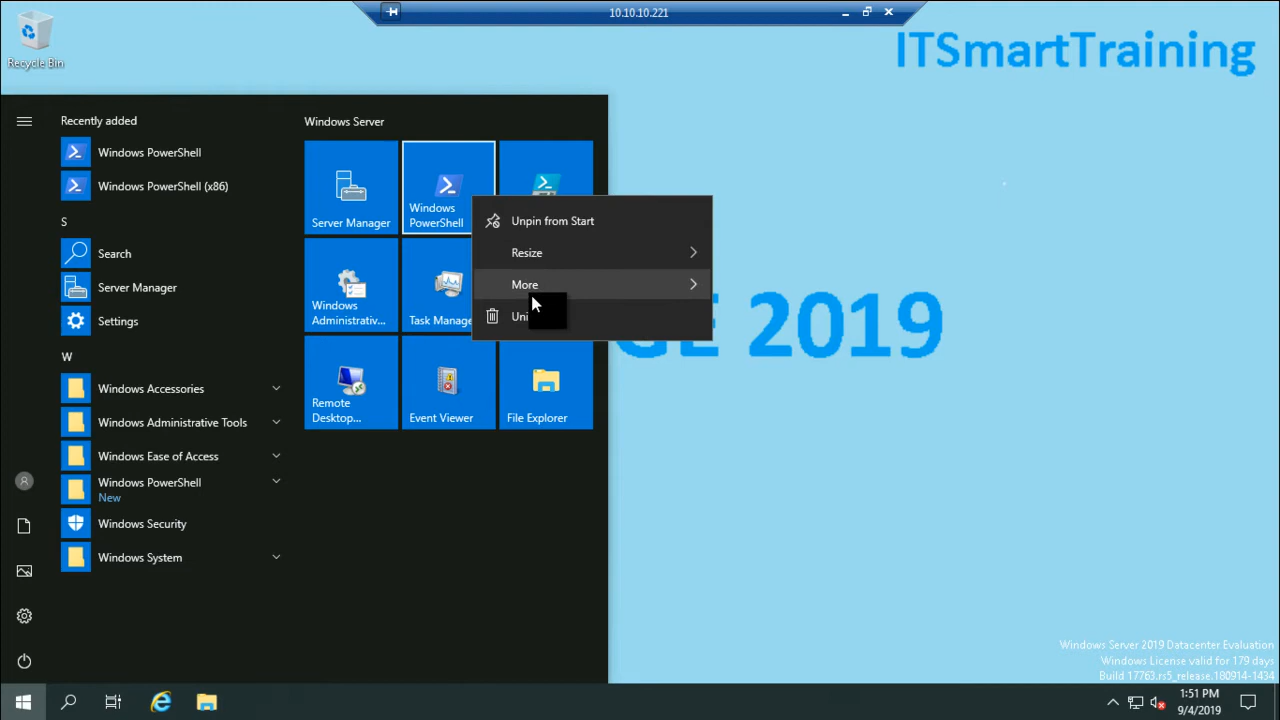 10.10.10.221
Recycle Bin
ITSmartTraining
Recently added
Windows PowerShell
Windows PowerShell (x86)
S
Search
Server Manager
Settings
W
Windows Accessories
Windows Administrative Tools
Windows Ease of Access
Windows PowerShell
New
Windows Security
Windows System
Windows Server
Server Manager
Windows
PowerShell
Windows
Administrativ...
Task Manage
Remote
Desktop...
Event Viewer
File Explorer
Unpin from Start
Resize
More
2019
Windows Server 2019 Datacenter Evaluation
Windows License valid for 179 days
Build 17763.rs5_release.180914-1434
1:51 PM
9/4/2019